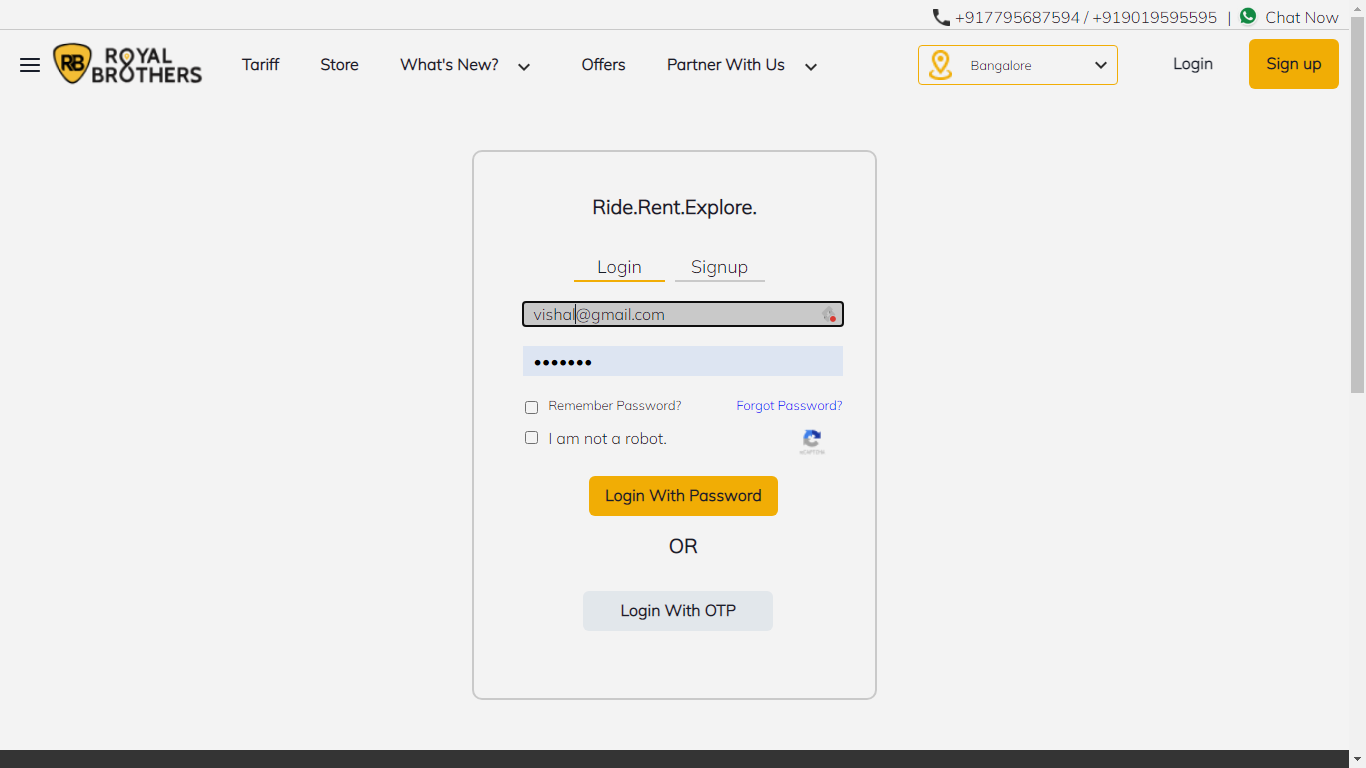 +917795687594 / +919019595595 | Chat Now
RB ROYAL BROTHERS Tariff Store What's New? Offers Partner With Us Bangalore Login Sign up
Ride.Rent.Explore.
Login Signup
vishal@gmail.com
•••••••
Remember Password? Forgot Password?
I am not a robot.
reCAPTCHA
Login With Password
OR
Login With OTP